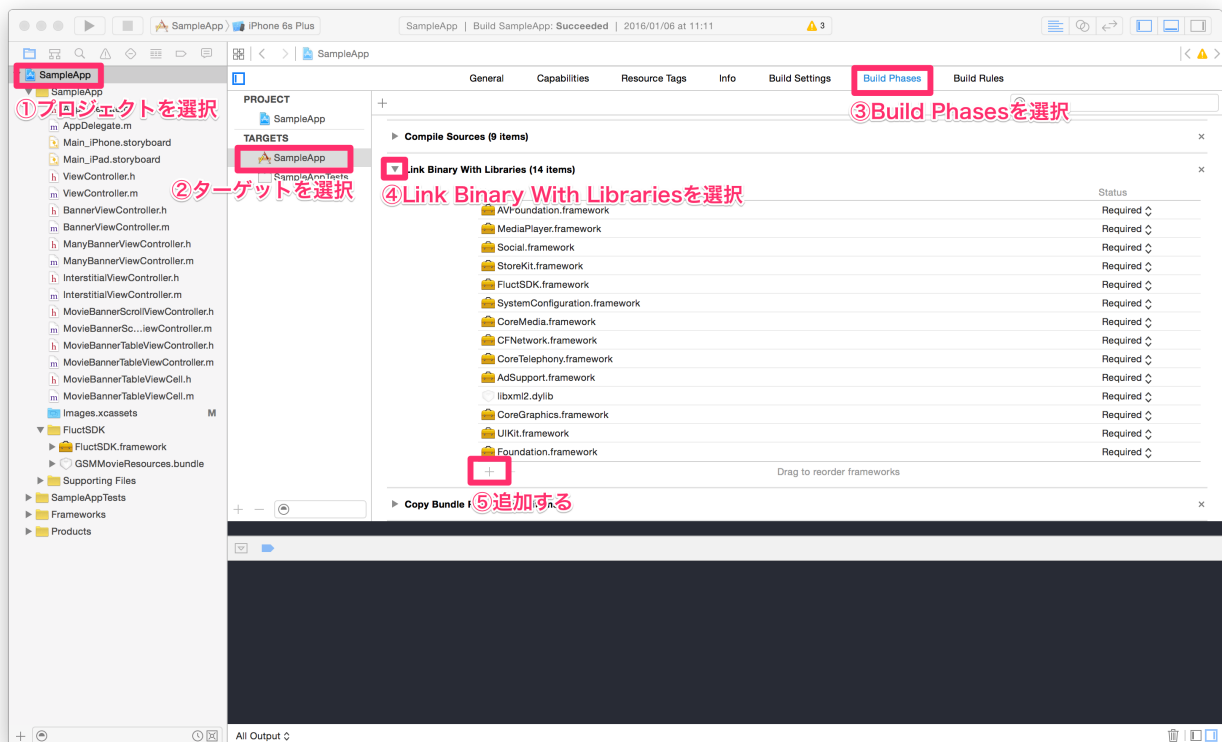 SampleApp
iPhone 6s Plus
SampleApp | Build SampleApp: Succeeded | 2016/01/06 at 11:11
3
SampleApp
SampleApp
SampleApp
①プロジェクトを選択
AppDelegate.m
Main_iPhone.storyboard
Main_iPad.storyboard
ViewController.h
ViewController.m
BannerViewController.h
BannerViewController.m
ManyBannerViewController.h
ManyBannerViewController.m
InterstitialViewController.h
InterstitialViewController.m
MovieBannerScrollViewController.h
MovieBannerSc...iewController.m
MovieBannerTableViewController.h
MovieBannerTableViewController.m
MovieBannerTableViewCell.h
MovieBannerTableViewCell.m
Images.xcassets M
FluctSDK
FluctSDK.framework
GSMMovieResources.bundle
Supporting Files
SampleAppTests
Frameworks
Products
General Capabilities Resource Tags Info Build Settings Build Phases Build Rules
③Build Phasesを選択
PROJECT
SampleApp
TARGETS
SampleApp
SampleAppTests
②ターゲットを選択
Compile Sources (9 items)
Link Binary With Libraries (14 items)
④Link Binary With Librariesを選択
Status
AVFoundation.framework Required
MediaPlayer.framework Required
Social.framework Required
StoreKit.framework Required
FluctSDK.framework Required
SystemConfiguration.framework Required
CoreMedia.framework Required
CFNetwork.framework Required
CoreTelephony.framework Required
AdSupport.framework Required
libxml2.dylib Required
CoreGraphics.framework Required
UIKit.framework Required
Foundation.framework Required
Drag to reorder frameworks
⑤追加する
Copy Bundle
All Output